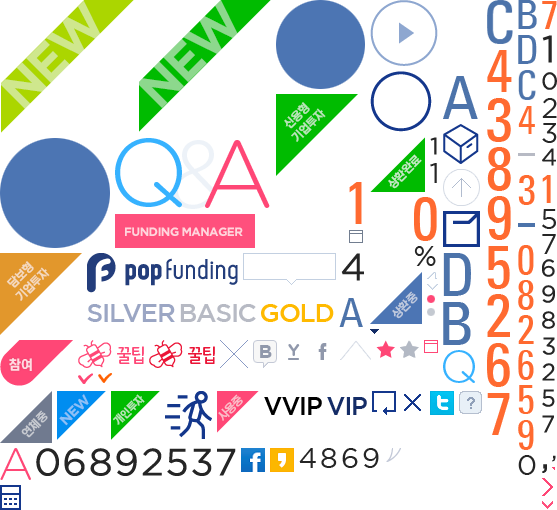 NEW
NEW
신용형
기업투자
Q&A
A
상환완료
1
1
FUNDING MANAGER
1
0
담보형
기업투자
popfunding
4
%
SILVER BASIC GOLD
A
상환중
참여
꿀팁
꿀팁
B
Y
f
Q
연체중
NEW
개인투자
사용중
VVIP VIP
t
?
A
06892537
f
4869
C
4
3
8
9
5
2
6
7
D
B
B
D
C
4
–
3
–
0
8
2
6
5
9
0
7
1
0
2
3
4
1
5
7
6
9
8
3
2
5
7
,